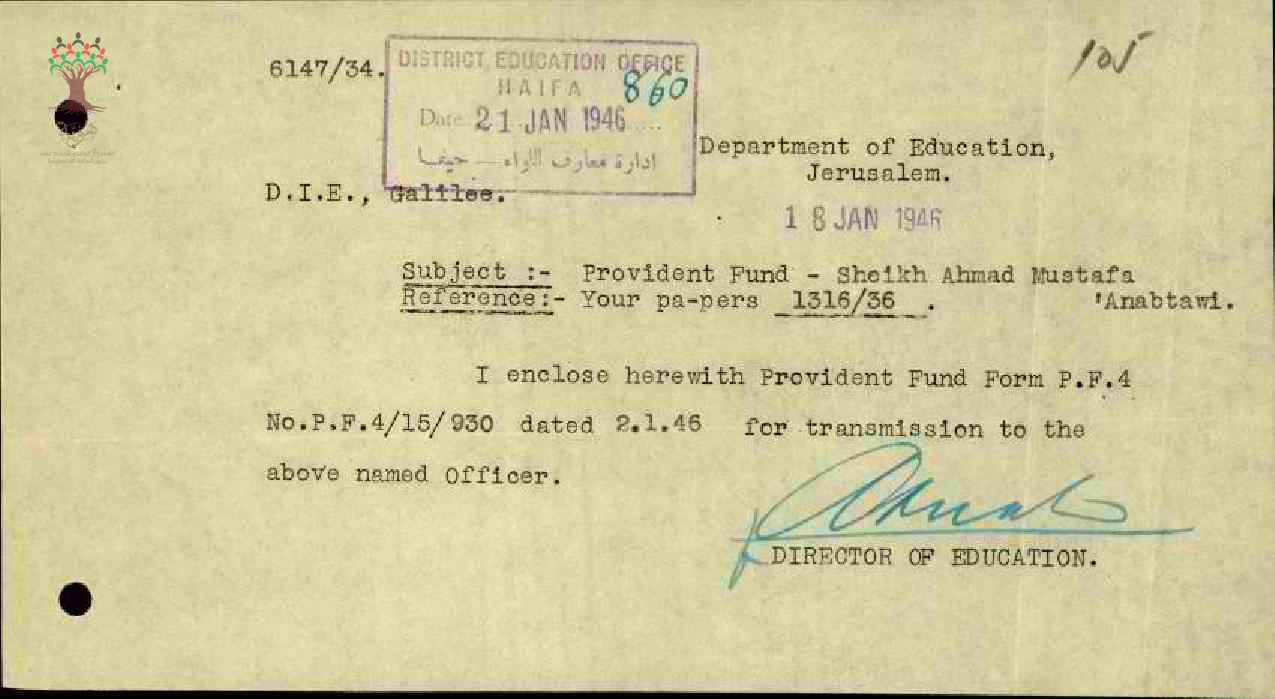 105
6147/34.
DISTRICT EDUCATION OFFICE
HAIFA 860
Date 21 JAN 1946
ادارة معارف اللواء — حيفا
Department of Education,
Jerusalem.
D.I.E., Galilee.
18 JAN 1946
Subject :- Provident Fund - Sheikh Ahmad Mustafa
Reference:- Your pa-pers 1316/36 . 'Anabtawi.
I enclose herewith Provident Fund Form P.F.4
No.P.F.4/15/930 dated 2.1.46 for transmission to the
above named Officer.
DIRECTOR OF EDUCATION.